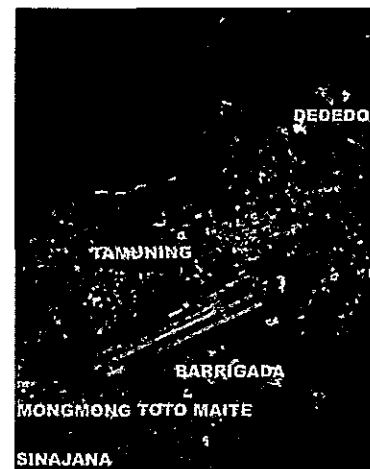 DEDEDO
TAMUNING
BARRIGADA
MONGMONG TOTO MAITE
SINAJANA